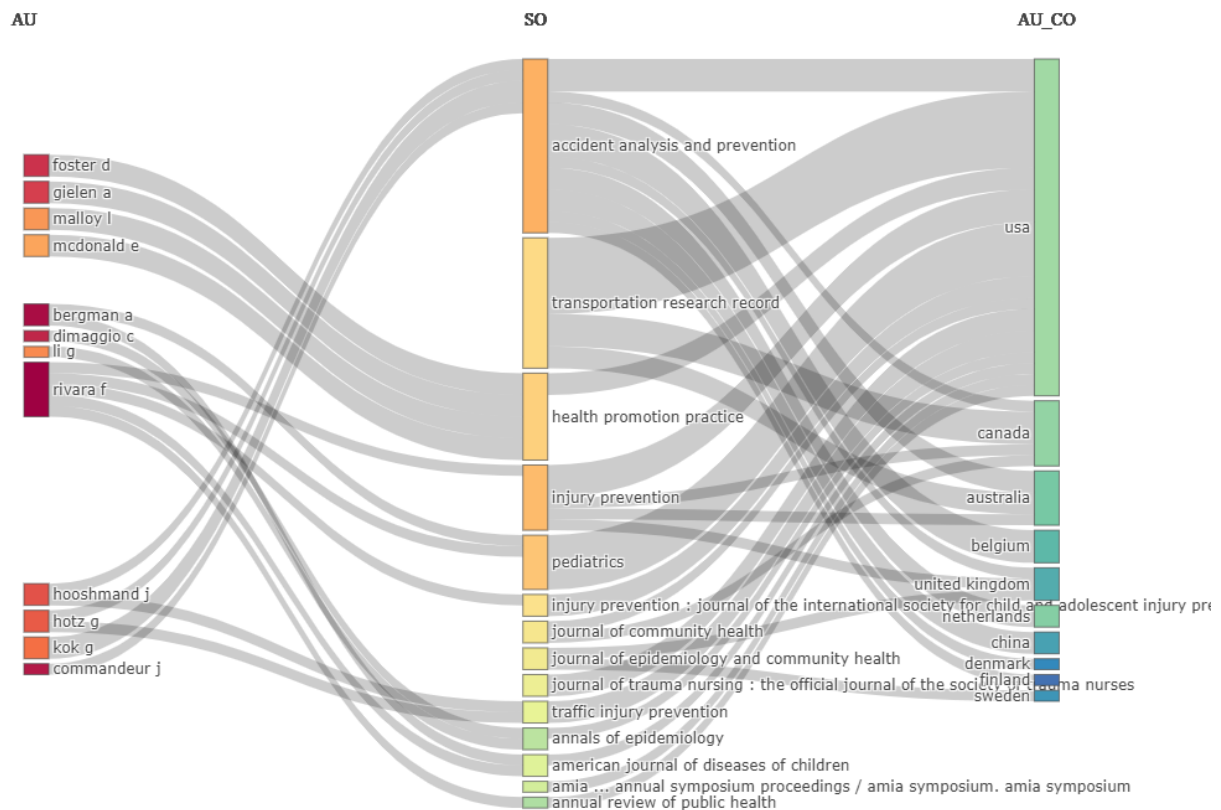 AU
SO
AU_CO
foster d
gielen a
malloy l
mcdonald e
bergman a
dimaggio c
li g
rivara f
hooshmand j
hotz g
kok g
commandeur j
accident analysis and prevention
transportation research record
health promotion practice
injury prevention
pediatrics
injury prevention : journal of the international society for child and adolescent injury pre
journal of community health
journal of epidemiology and community health
journal of trauma nursing : the official journal of the society of trauma nurses
traffic injury prevention
annals of epidemiology
american journal of diseases of children
amia ... annual symposium proceedings / amia symposium. amia symposium
annual review of public health
usa
canada
australia
belgium
united kingdom
netherlands
china
denmark
finland
sweden